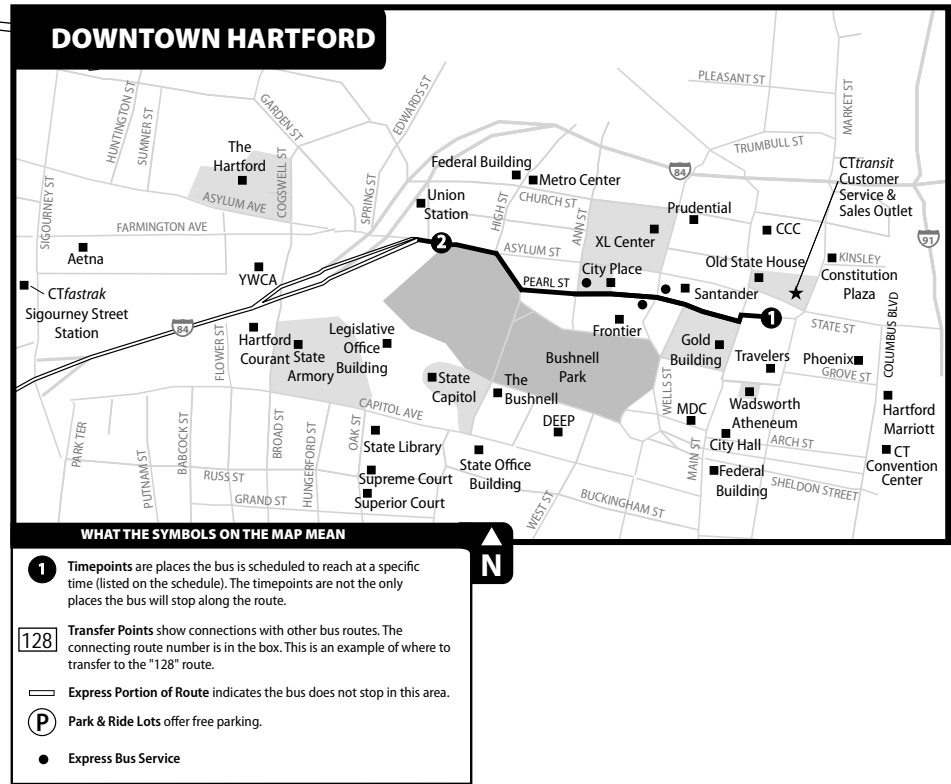 DOWNTOWN HARTFORD
PLEASANT ST
MARKET ST
HUNTINGTON ST
SUMNER ST
GARDEN ST
EDWARDS ST
TRUMBULL ST
The
Hartford
COGSWELL ST
SPRING ST
Federal Building
Metro Center
84
CTtransit
Customer
Service &
Sales Outlet
SIGOURNEY ST
ASYLUM AVE
Union
Station
HIGH ST
CHURCH ST
ANN ST
Prudential
FARMINGTON AVE
XL Center
CCC
91
Aetna
2
ASYLUM ST
Old State House
KINSLEY
YWCA
City Place
Constitution
Plaza
CTfastrak
Sigourney Street
Station
PEARL ST
Santander
84
1
STATE ST
COLUMBUS BLVD
FLOWER ST
Hartford
Courant
State
Armory
Legislative
Office
Building
Frontier
Gold
Building
Travelers
Phoenix
GROVE ST
Bushnell
Park
State
Capitol
The
Bushnell
WELLS ST
Wadsworth
Atheneum
Hartford
Marriott
CAPITOL AVE
DEEP
MDC
PARK TER
PUTNAM ST
BABCOCK ST
BROAD ST
HUNGERFORD ST
OAK ST
State Library
City Hall
ARCH ST
MAIN ST
CT
Convention
Center
RUSS ST
Supreme Court
State Office
Building
Federal
Building
SHELDON STREET
GRAND ST
Superior Court
WEST ST
BUCKINGHAM ST
WHAT THE SYMBOLS ON THE MAP MEAN
N
1
Timepoints are places the bus is scheduled to reach at a specific
time (listed on the schedule). The timepoints are not the only
places the bus will stop along the route.
128
Transfer Points show connections with other bus routes. The
connecting route number is in the box. This is an example of where to
transfer to the "128" route.
Express Portion of Route indicates the bus does not stop in this area.
P
Park & Ride Lots offer free parking.
Express Bus Service